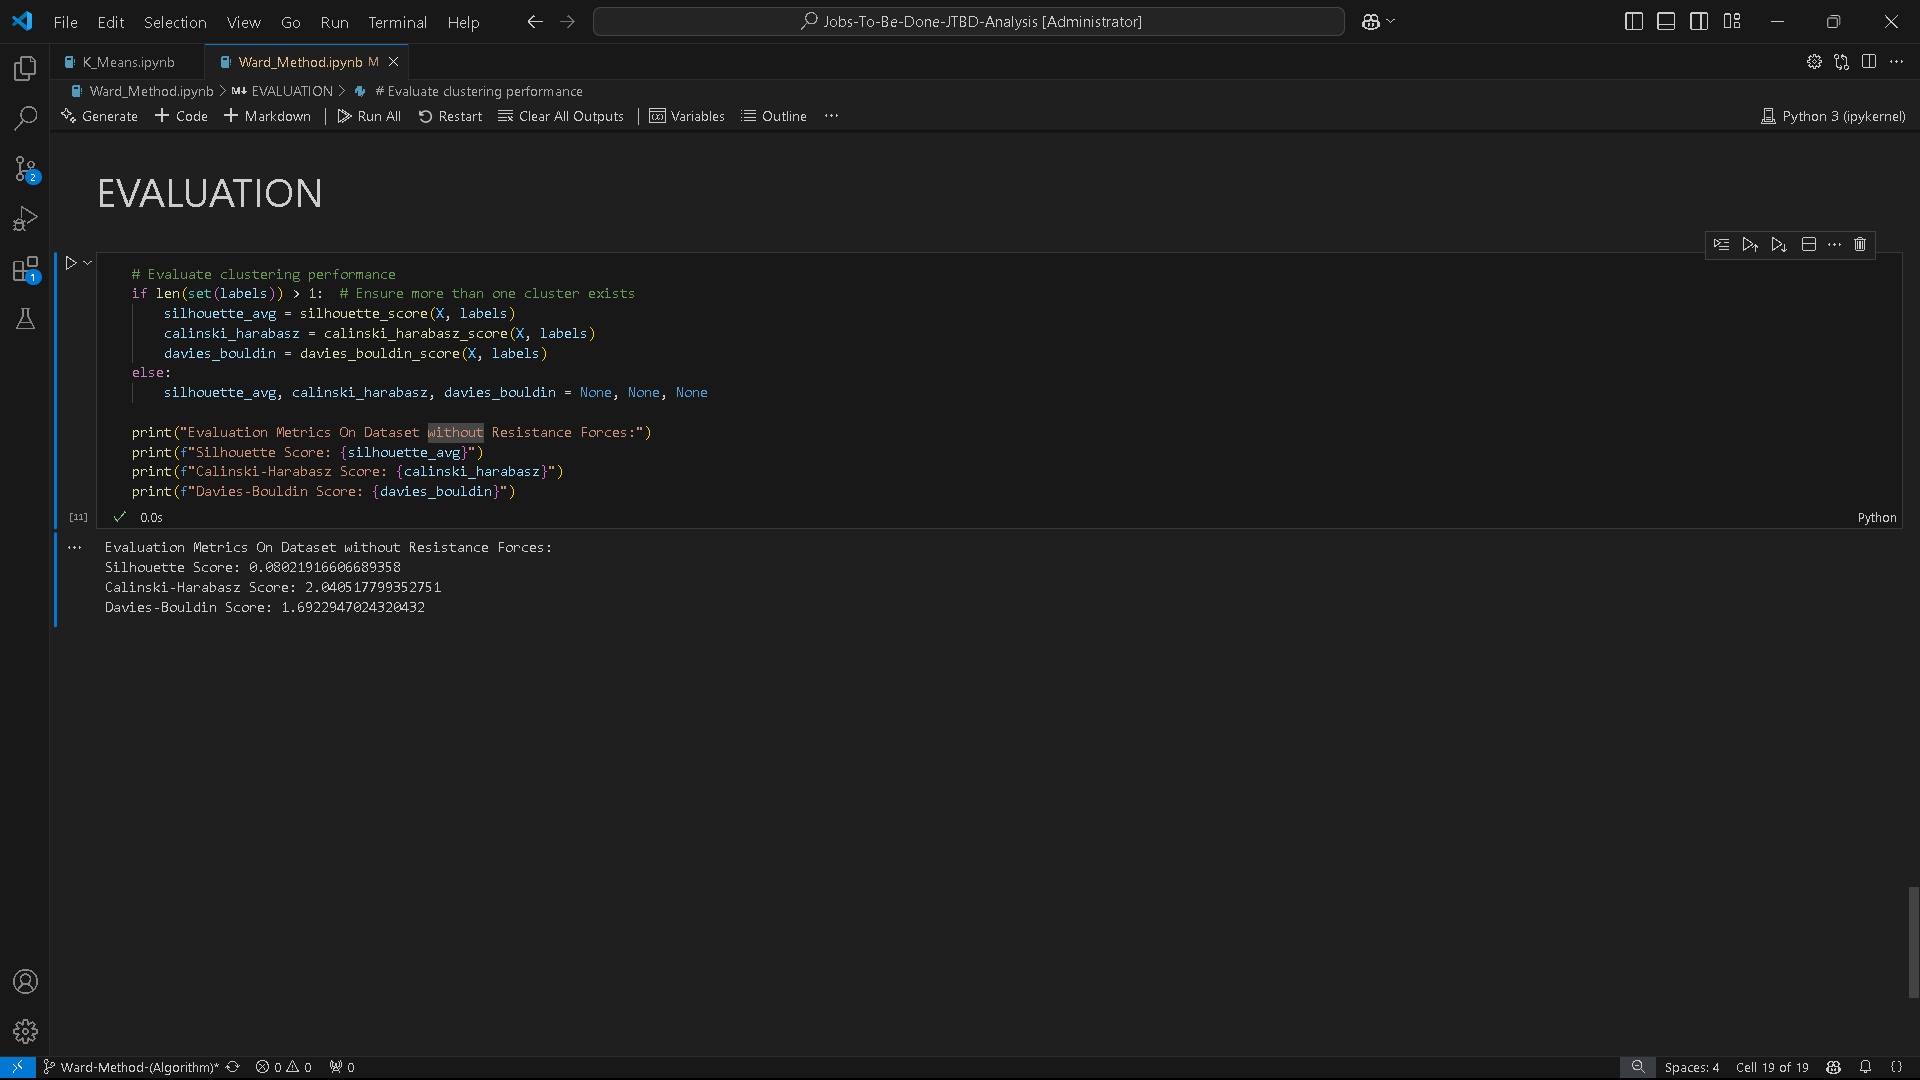 File Edit Selection View Go Run Terminal Help
Jobs-To-Be-Done-JTBD-Analysis [Administrator]
K_Means.ipynb
Ward_Method.ipynb M
Ward_Method.ipynb > M↓ EVALUATION > # Evaluate clustering performance
Generate + Code + Markdown Run All Restart Clear All Outputs Variables Outline ...
Python 3 (ipykernel)
2
1
EVALUATION
# Evaluate clustering performance
if len(set(labels)) > 1:  # Ensure more than one cluster exists
    silhouette_avg = silhouette_score(X, labels)
    calinski_harabasz = calinski_harabasz_score(X, labels)
    davies_bouldin = davies_bouldin_score(X, labels)
else:
    silhouette_avg, calinski_harabasz, davies_bouldin = None, None, None
print("Evaluation Metrics On Dataset without Resistance Forces:")
print(f"Silhouette Score: {silhouette_avg}")
print(f"Calinski-Harabasz Score: {calinski_harabasz}")
print(f"Davies-Bouldin Score: {davies_bouldin}")
[11] ✓ 0.0s
Python
Evaluation Metrics On Dataset without Resistance Forces:
Silhouette Score: 0.08021916606689358
Calinski-Harabasz Score: 2.040517799352751
Davies-Bouldin Score: 1.6922947024320432
Ward-Method-(Algorithm)* 0 0 0
Spaces: 4 Cell 19 of 19